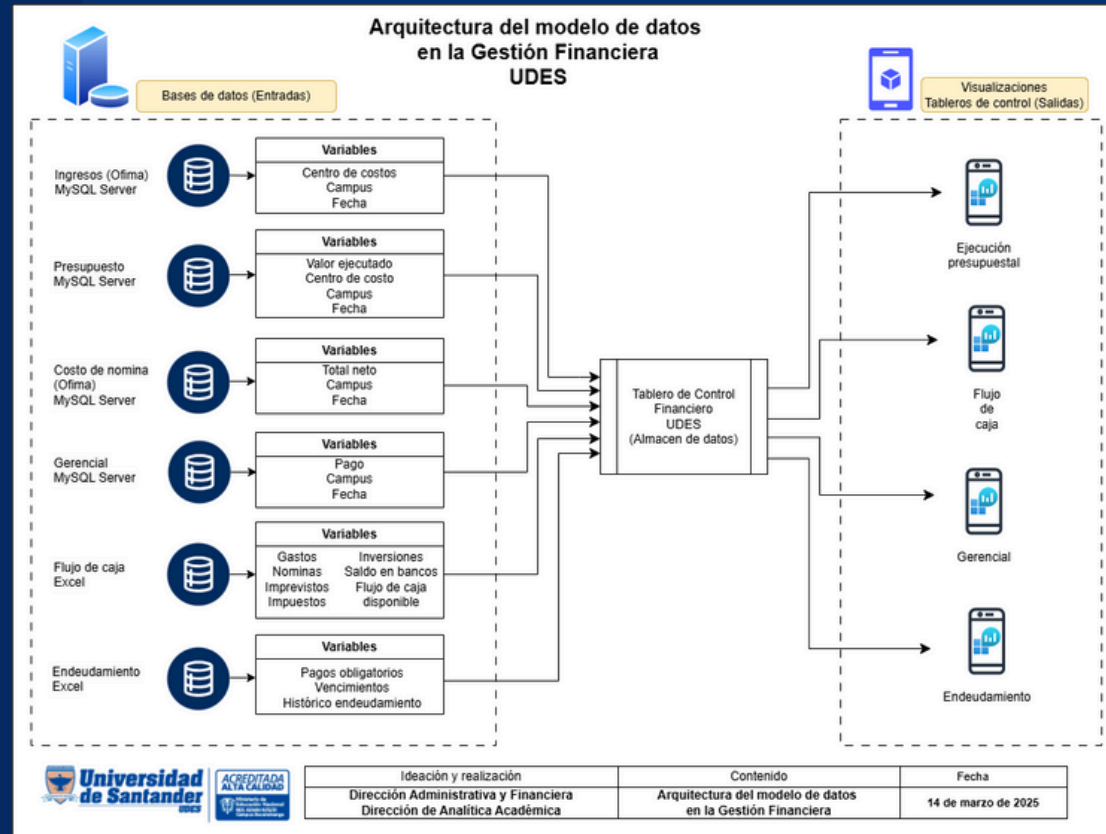 Arquitectura del modelo de datos
en la Gestión Financiera
UDES
Bases de datos (Entradas)
Visualizaciones
Tableros de control (Salidas)
Ingresos (Ofima)
MySQL Server
Variables
Centro de costos
Campus
Fecha
Presupuesto
MySQL Server
Variables
Valor ejecutado
Centro de costo
Campus
Fecha
Costo de nomina
(Ofima)
MySQL Server
Variables
Total neto
Campus
Fecha
Gerencial
MySQL Server
Variables
Pago
Campus
Fecha
Flujo de caja
Excel
Variables
Gastos
Nominas
Imprevistos
Impuestos
Inversiones
Saldo en bancos
Flujo de caja
disponible
Endeudamiento
Excel
Variables
Pagos obligatorios
Vencimientos
Histórico endeudamiento
Tablero de Control
Financiero
UDES
(Almacen de datos)
Ejecución
presupuestal
Flujo
de
caja
Gerencial
Endeudamiento
Universidad
de Santander
UDES
ACREDITADA
ALTA CALIDAD
Ideación y realización
Dirección Administrativa y Financiera
Dirección de Analítica Académica
Contenido
Arquitectura del modelo de datos
en la Gestión Financiera
Fecha
14 de marzo de 2025